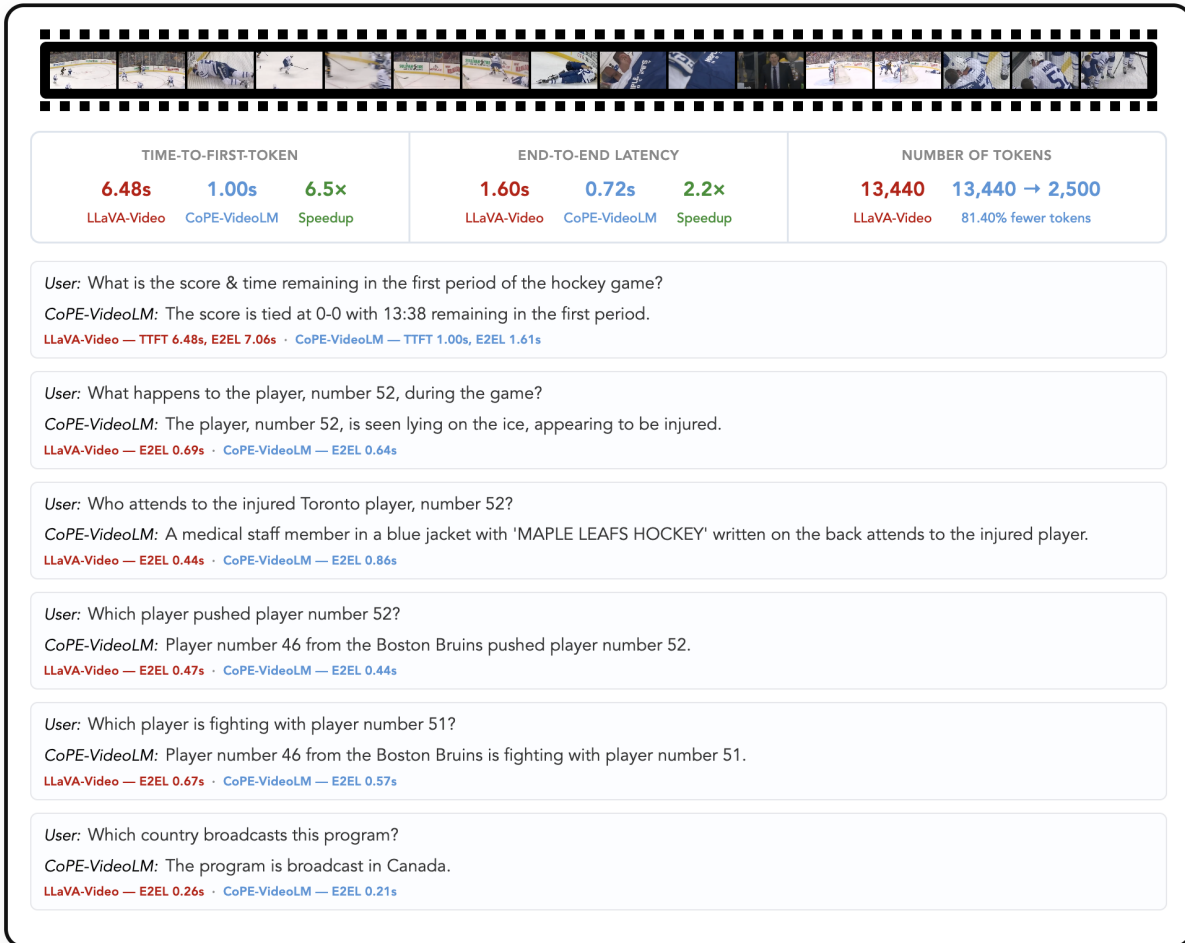 TIME-TO-FIRST-TOKEN
6.48s 1.00s 6.5×
LLaVA-Video CoPE-VideoLM Speedup
END-TO-END LATENCY
1.60s 0.72s 2.2×
LLaVA-Video CoPE-VideoLM Speedup
NUMBER OF TOKENS
13,440 13,440 → 2,500
LLaVA-Video 81.40% fewer tokens
User: What is the score & time remaining in the first period of the hockey game?
CoPE-VideoLM: The score is tied at 0-0 with 13:38 remaining in the first period.
LLaVA-Video — TTFT 6.48s, E2EL 7.06s · CoPE-VideoLM — TTFT 1.00s, E2EL 1.61s
User: What happens to the player, number 52, during the game?
CoPE-VideoLM: The player, number 52, is seen lying on the ice, appearing to be injured.
LLaVA-Video — E2EL 0.69s · CoPE-VideoLM — E2EL 0.64s
User: Who attends to the injured Toronto player, number 52?
CoPE-VideoLM: A medical staff member in a blue jacket with 'MAPLE LEAFS HOCKEY' written on the back attends to the injured player.
LLaVA-Video — E2EL 0.44s · CoPE-VideoLM — E2EL 0.86s
User: Which player pushed player number 52?
CoPE-VideoLM: Player number 46 from the Boston Bruins pushed player number 52.
LLaVA-Video — E2EL 0.47s · CoPE-VideoLM — E2EL 0.44s
User: Which player is fighting with player number 51?
CoPE-VideoLM: Player number 46 from the Boston Bruins is fighting with player number 51.
LLaVA-Video — E2EL 0.67s · CoPE-VideoLM — E2EL 0.57s
User: Which country broadcasts this program?
CoPE-VideoLM: The program is broadcast in Canada.
LLaVA-Video — E2EL 0.26s · CoPE-VideoLM — E2EL 0.21s